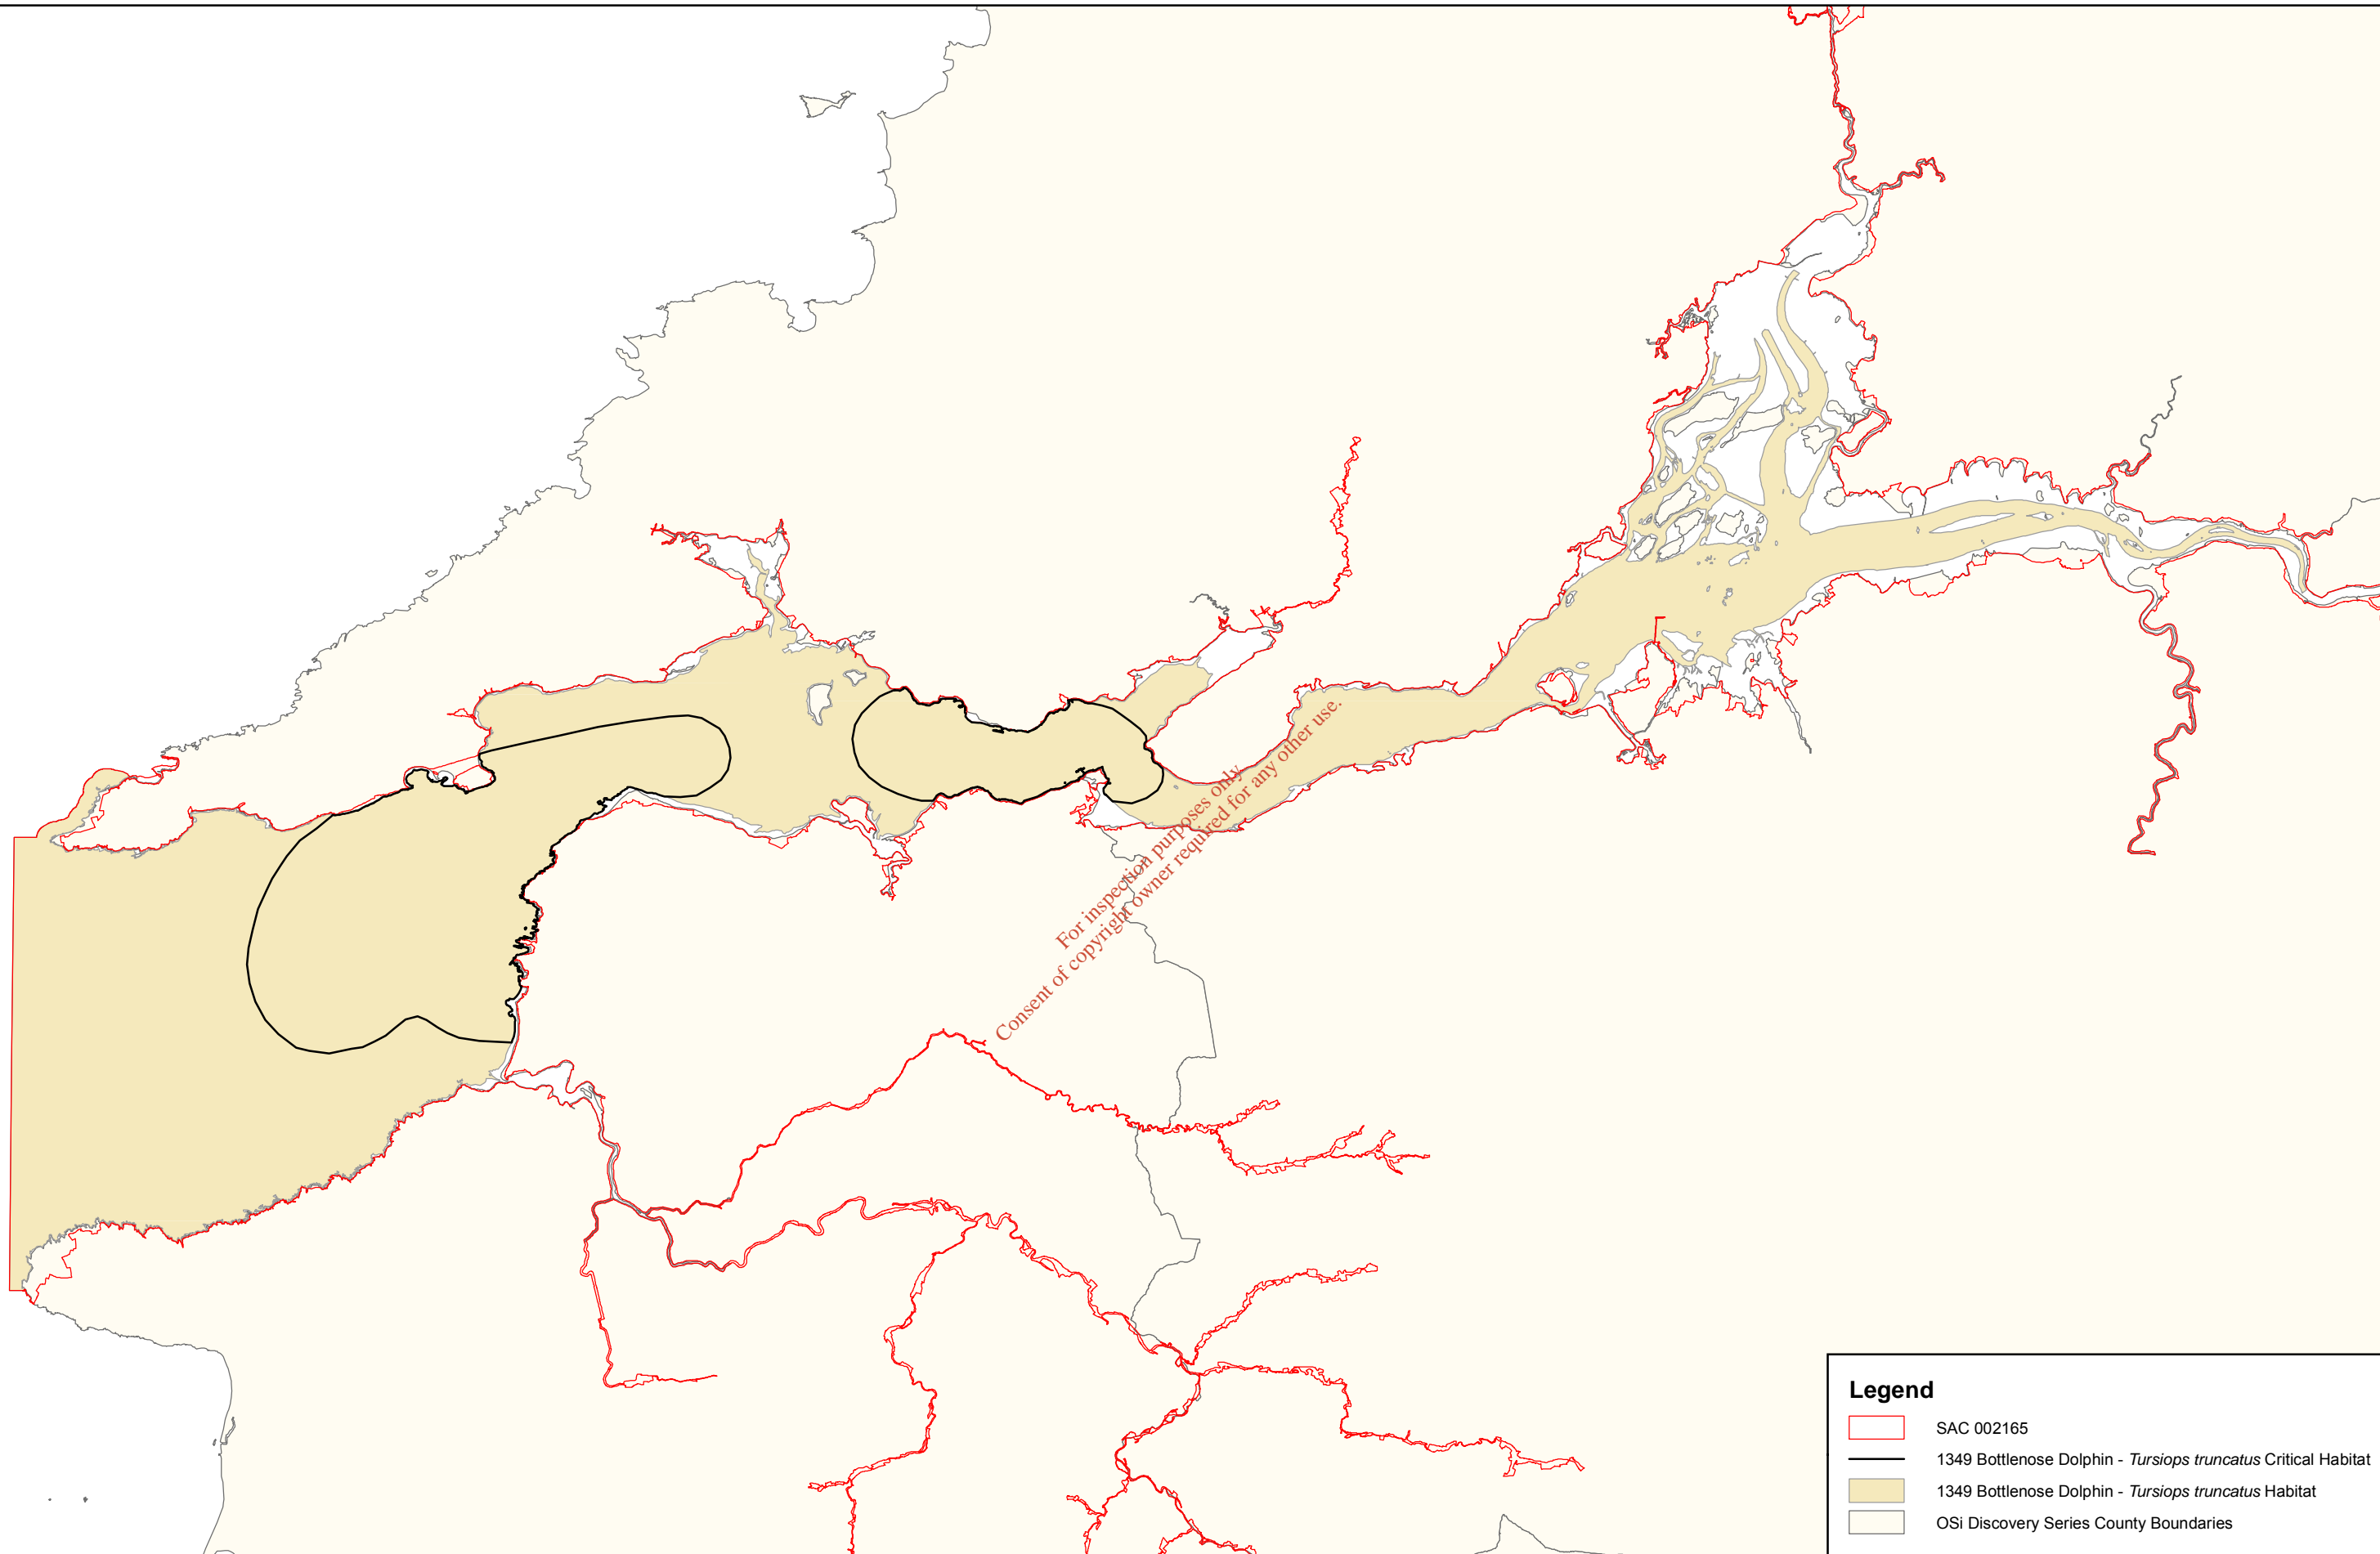 For inspection purposes only.
Consent of copyright owner required for any other use.
Legend
SAC 002165
1349 Bottlenose Dolphin - Tursiops truncatus Critical Habitat
1349 Bottlenose Dolphin - Tursiops truncatus Habitat
OSi Discovery Series County Boundaries